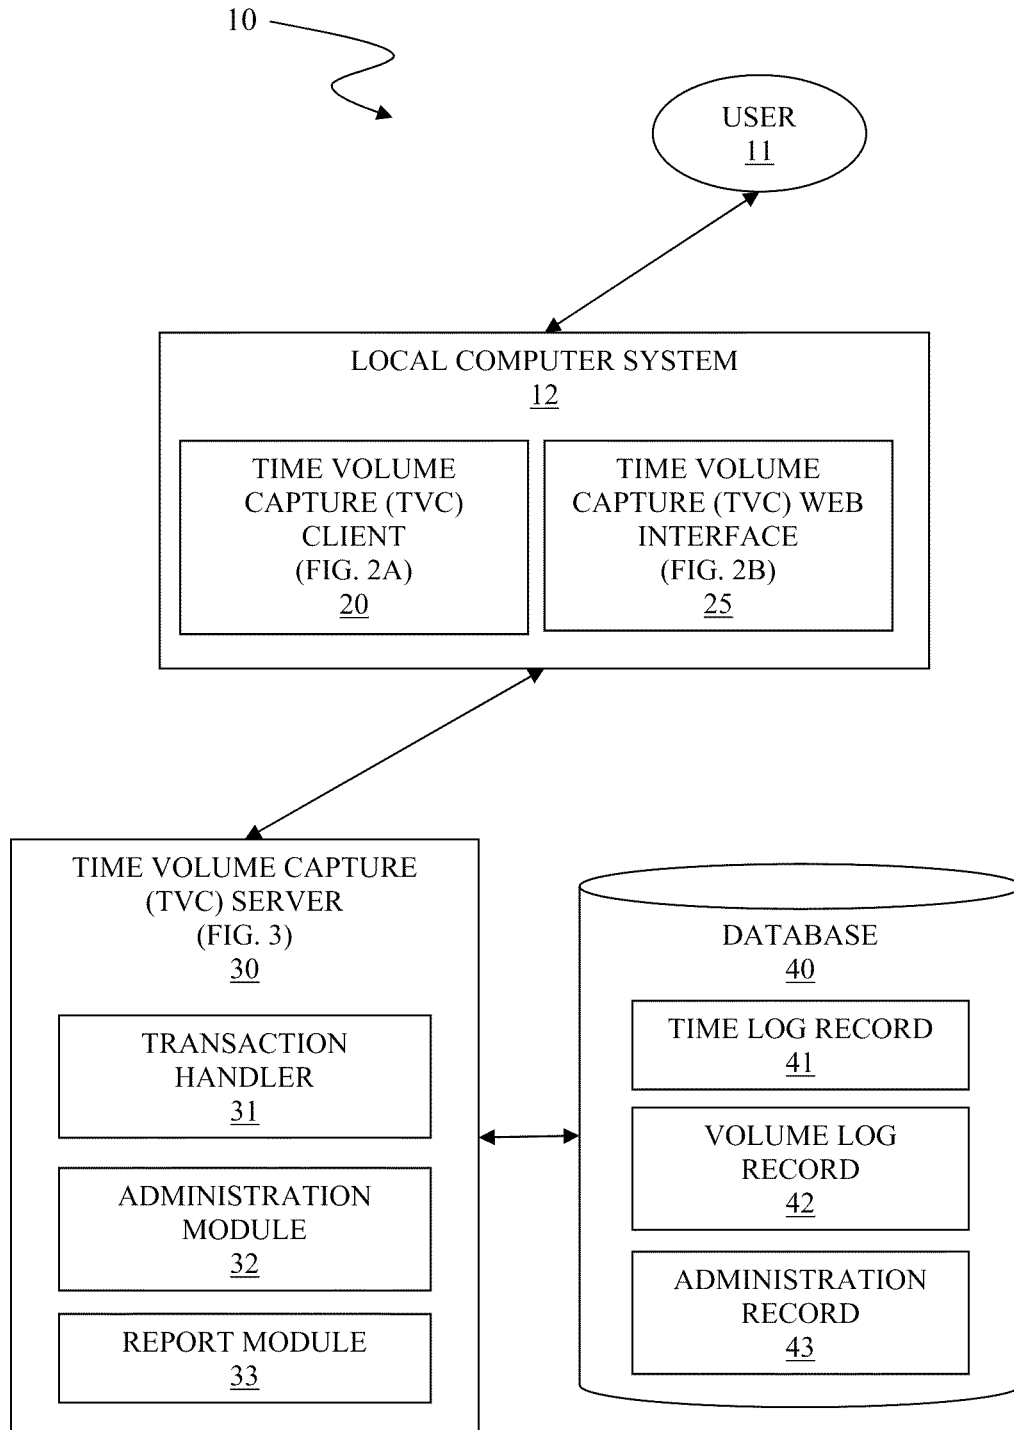 10
USER
11
LOCAL COMPUTER SYSTEM
12
TIME VOLUME
CAPTURE (TVC)
CLIENT
(FIG. 2A)
20
TIME VOLUME
CAPTURE (TVC) WEB
INTERFACE
(FIG. 2B)
25
TIME VOLUME CAPTURE
(TVC) SERVER
(FIG. 3)
30
TRANSACTION
HANDLER
31
ADMINISTRATION
MODULE
32
REPORT MODULE
33
DATABASE
40
TIME LOG RECORD
41
VOLUME LOG
RECORD
42
ADMINISTRATION
RECORD
43